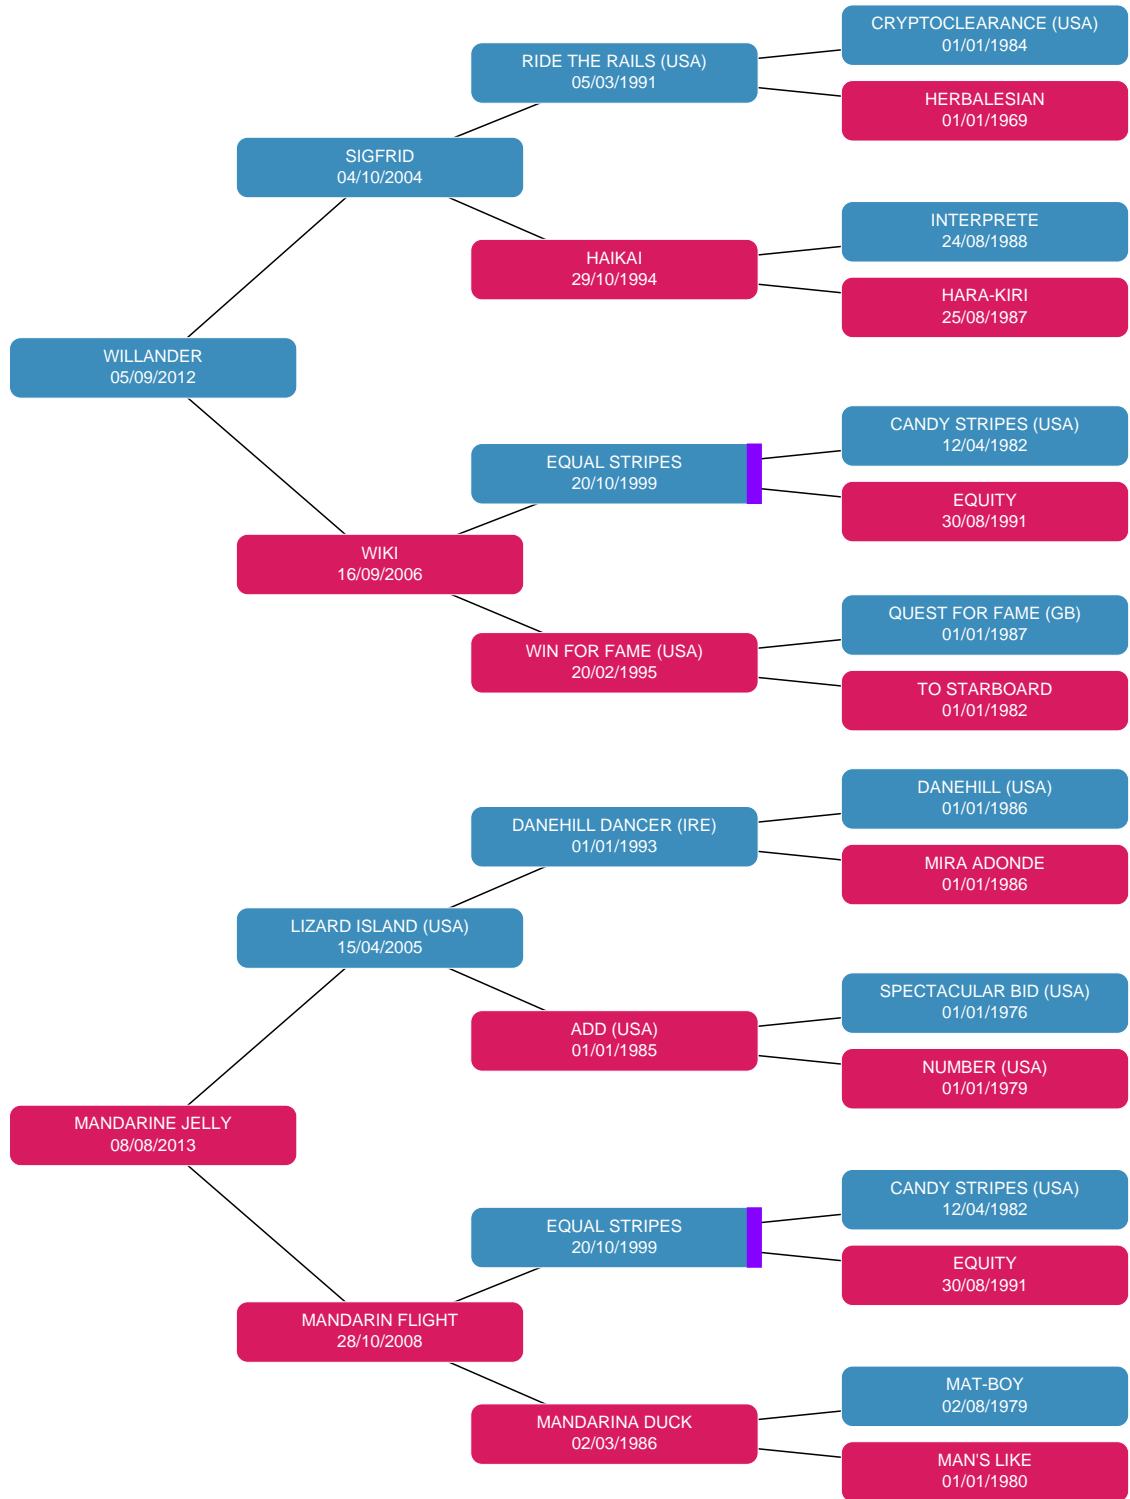 CRYPTOCLEARANCE (USA)
01/01/1984
RIDE THE RAILS (USA)
05/03/1991
HERBALESIAN
01/01/1969
SIGFRID
04/10/2004
INTERPRETE
24/08/1988
HAIKAI
29/10/1994
HARA-KIRI
25/08/1987
WILLANDER
05/09/2012
CANDY STRIPES (USA)
12/04/1982
EQUAL STRIPES
20/10/1999
EQUITY
30/08/1991
WIKI
16/09/2006
QUEST FOR FAME (GB)
01/01/1987
WIN FOR FAME (USA)
20/02/1995
TO STARBOARD
01/01/1982
DANEHILL (USA)
01/01/1986
DANEHILL DANCER (IRE)
01/01/1993
MIRA ADONDE
01/01/1986
LIZARD ISLAND (USA)
15/04/2005
SPECTACULAR BID (USA)
01/01/1976
ADD (USA)
01/01/1985
NUMBER (USA)
01/01/1979
MANDARINE JELLY
08/08/2013
CANDY STRIPES (USA)
12/04/1982
EQUAL STRIPES
20/10/1999
EQUITY
30/08/1991
MANDARIN FLIGHT
28/10/2008
MAT-BOY
02/08/1979
MANDARINA DUCK
02/03/1986
MAN'S LIKE
01/01/1980